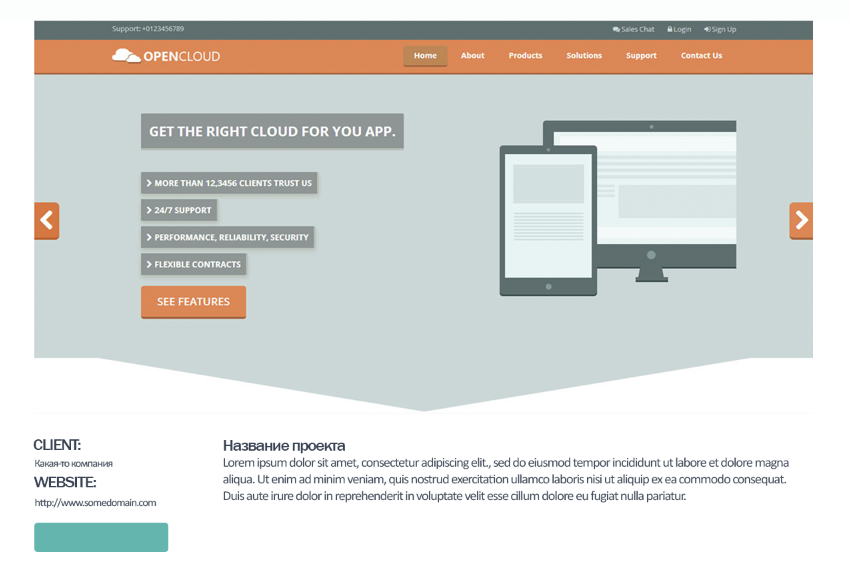 Support: +0123456789
Sales Chat Login Sign Up
OPENCLOUD
Home About Products Solutions Support Contact Us
GET THE RIGHT CLOUD FOR YOU APP.
MORE THAN 12,3456 CLIENTS TRUST US
24/7 SUPPORT
PERFORMANCE, RELIABILITY, SECURITY
FLEXIBLE CONTRACTS
SEE FEATURES
CLIENT:
Какая-то компания
WEBSITE:
http://www.somedomain.com
Название проекта
Lorem ipsum dolor sit amet, consectetur adipiscing elit., sed do eiusmod tempor incididunt ut labore et dolore magna
aliqua. Ut enim ad minim veniam, quis nostrud exercitation ullamco laboris nisi ut aliquip ex ea commodo consequat.
Duis aute irure dolor in reprehenderit in voluptate velit esse cillum dolore eu fugiat nulla pariatur.